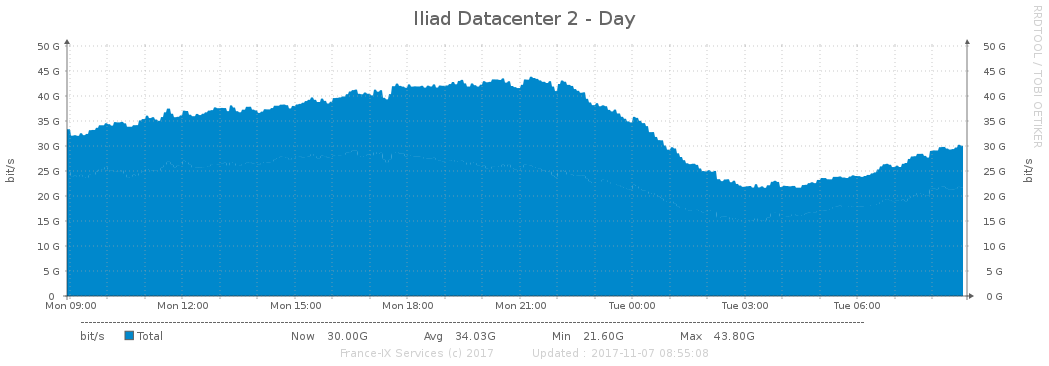 Iliad Datacenter 2 - Day
RRDTOOL / TOBI OETIKER
bit/s
50 G
45 G
40 G
35 G
30 G
25 G
20 G
15 G
10 G
5 G
0
50 G
45 G
40 G
35 G
30 G
25 G
20 G
15 G
10 G
5 G
0 G
bit/s
Mon 09:00 Mon 12:00 Mon 15:00 Mon 18:00 Mon 21:00 Tue 00:00 Tue 03:00 Tue 06:00
bit/s Total Now 30.00G Avg 34.03G Min 21.60G Max 43.80G
France-IX Services (c) 2017 Updated : 2017-11-07 08:55:08